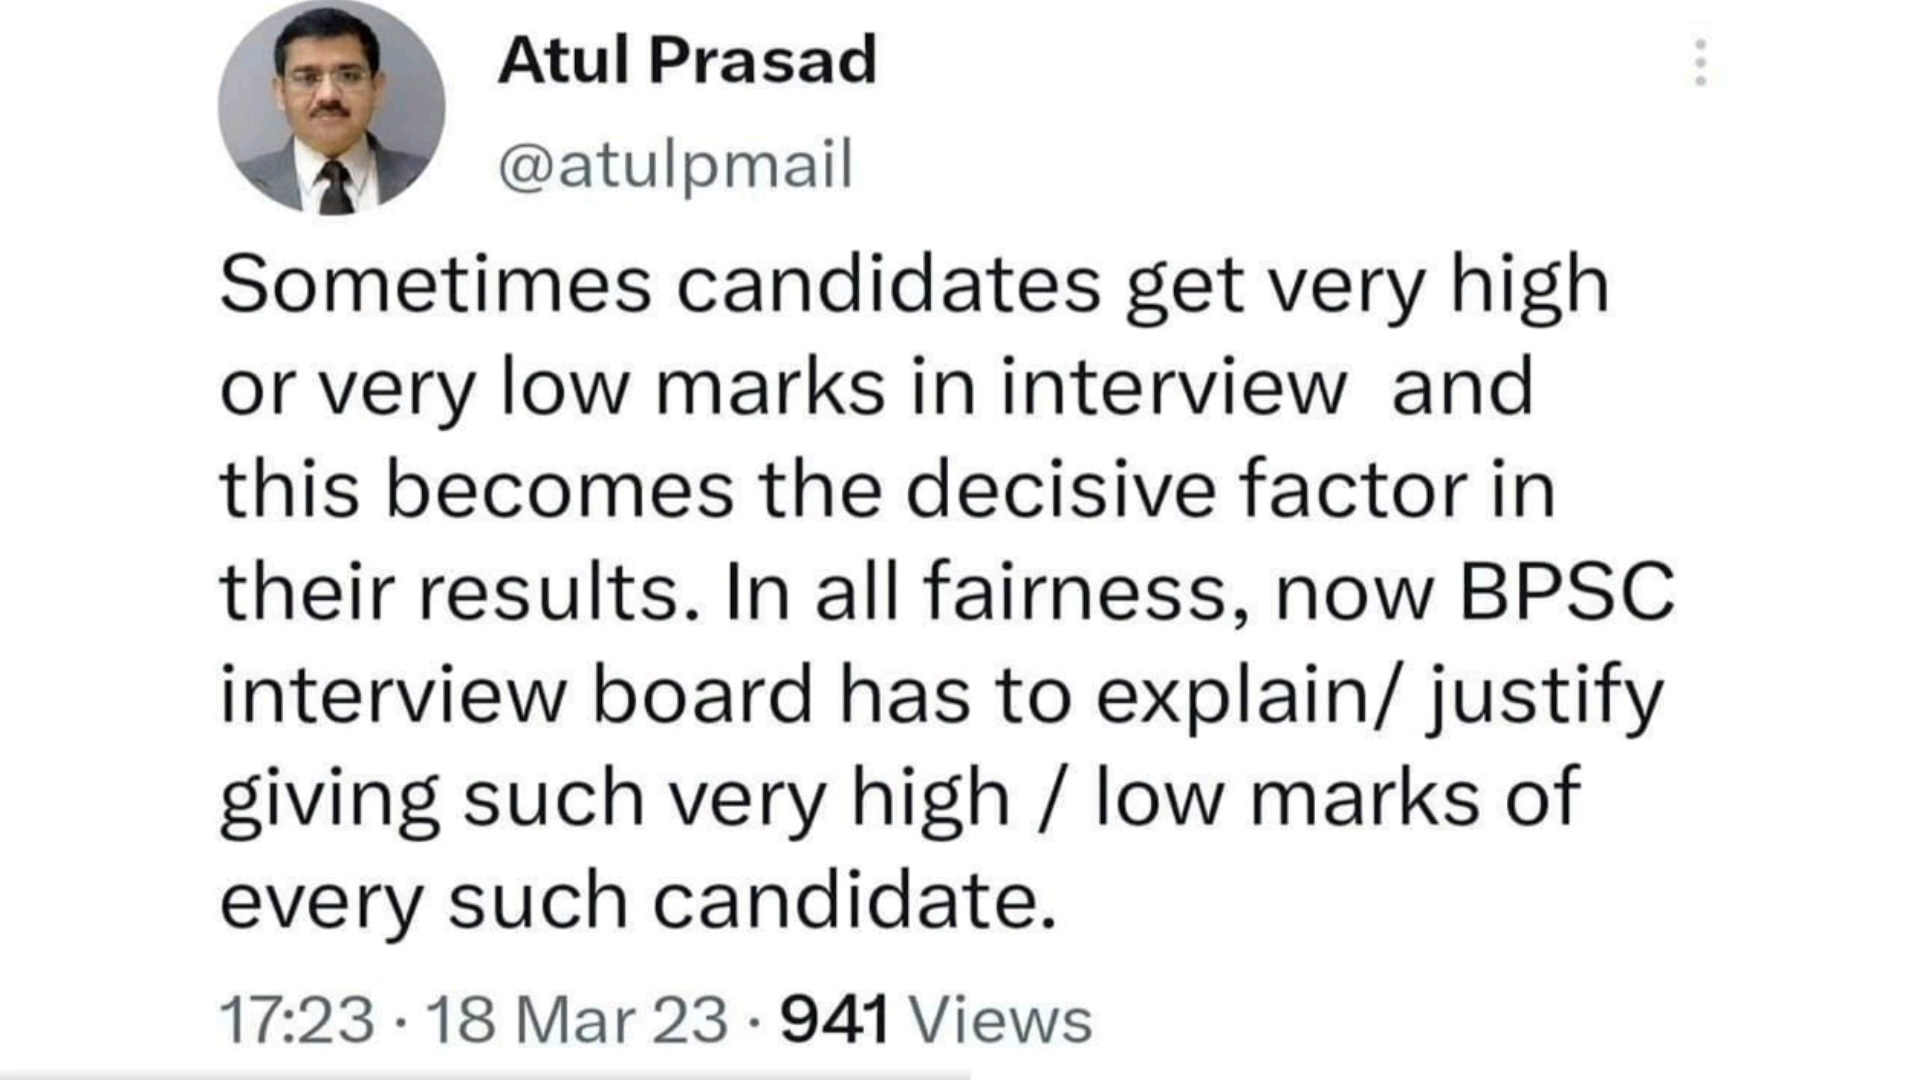 Atul Prasad
@atulpmail
Sometimes candidates get very high
or very low marks in interview  and
this becomes the decisive factor in
their results. In all fairness, now BPSC
interview board has to explain/ justify
giving such very high / low marks of
every such candidate.
17:23 · 18 Mar 23 · 941 Views